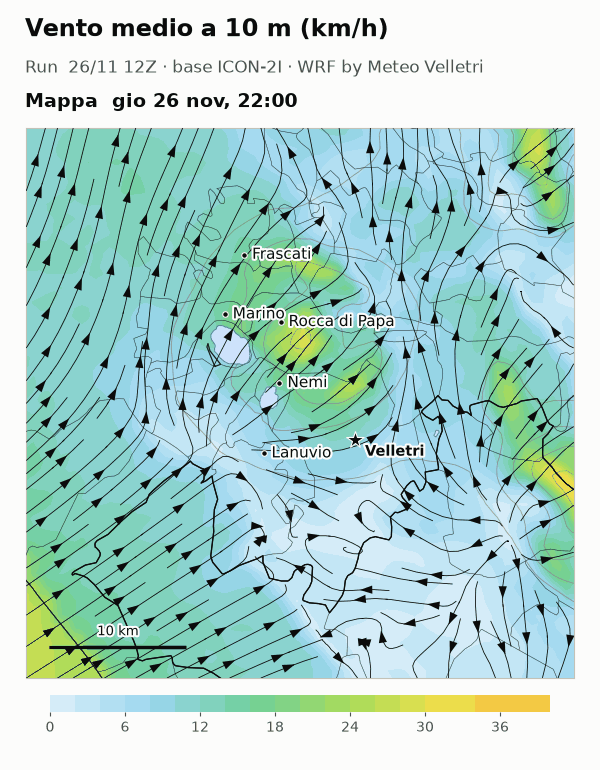 Vento medio a 10 m (km/h)
Run  26/11 12Z · base ICON-2I · WRF by Meteo Velletri
Mappa  gio 26 nov, 22:00
Frascati
Marino
Rocca di Papa
Nemi
Velletri
Lanuvio
10 km
0 6 12 18 24 30 36